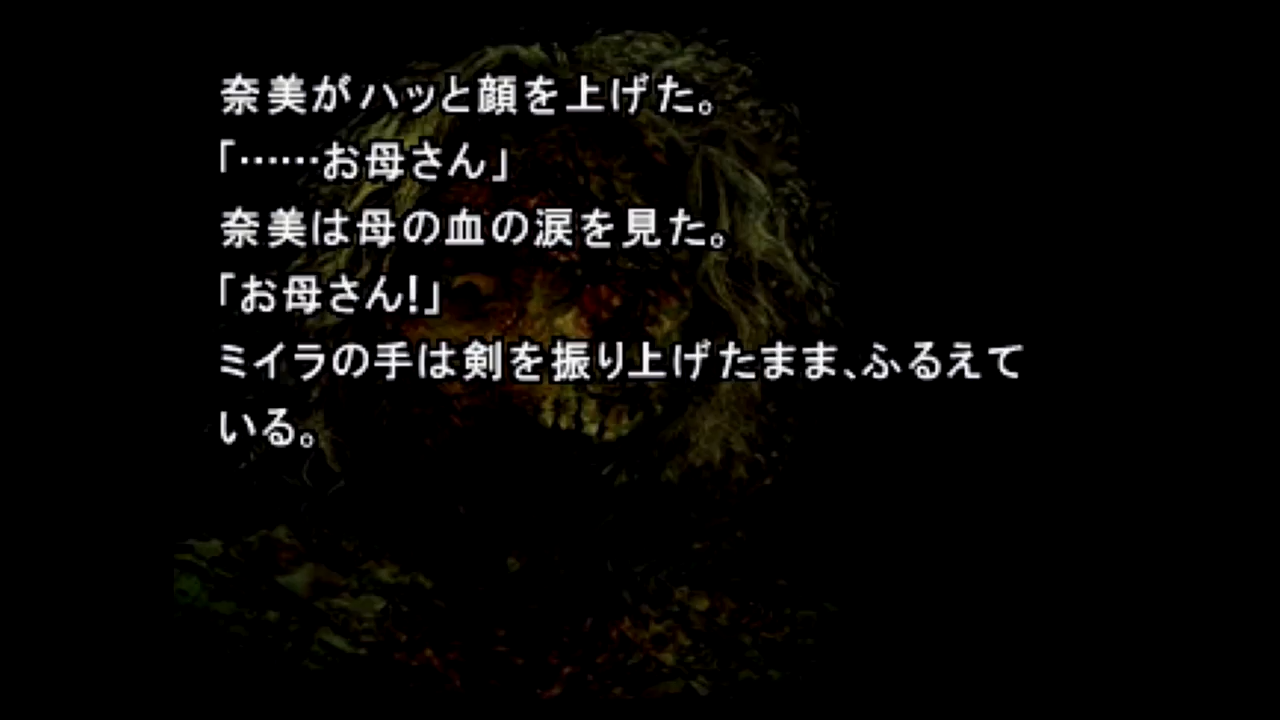 奈美がハッと顔を上げた。
「……お母さん」
奈美は母の血の涙を見た。
「お母さん!」
ミイラの手は剣を振り上げたまま、ふるえて
いる。